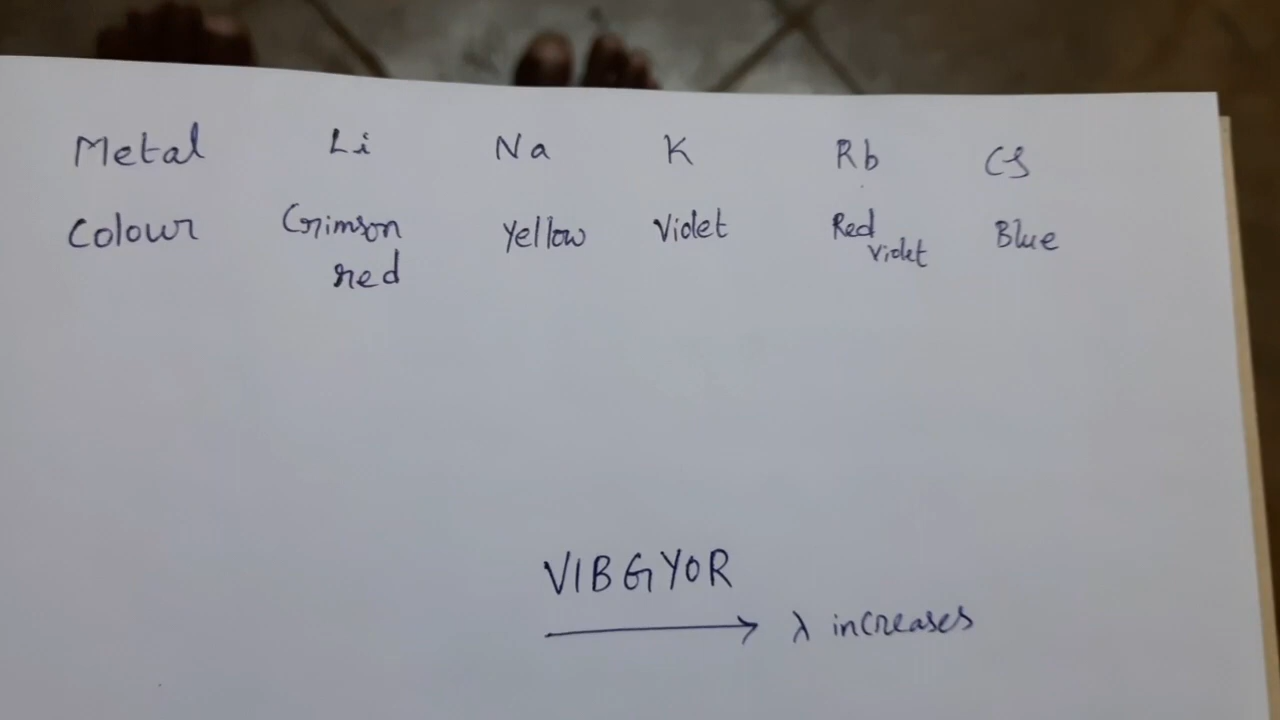 Metal Li Na K Rb Cs
Colour Crimson red Yellow Violet Red violet Blue
VIBGYOR
λ increases